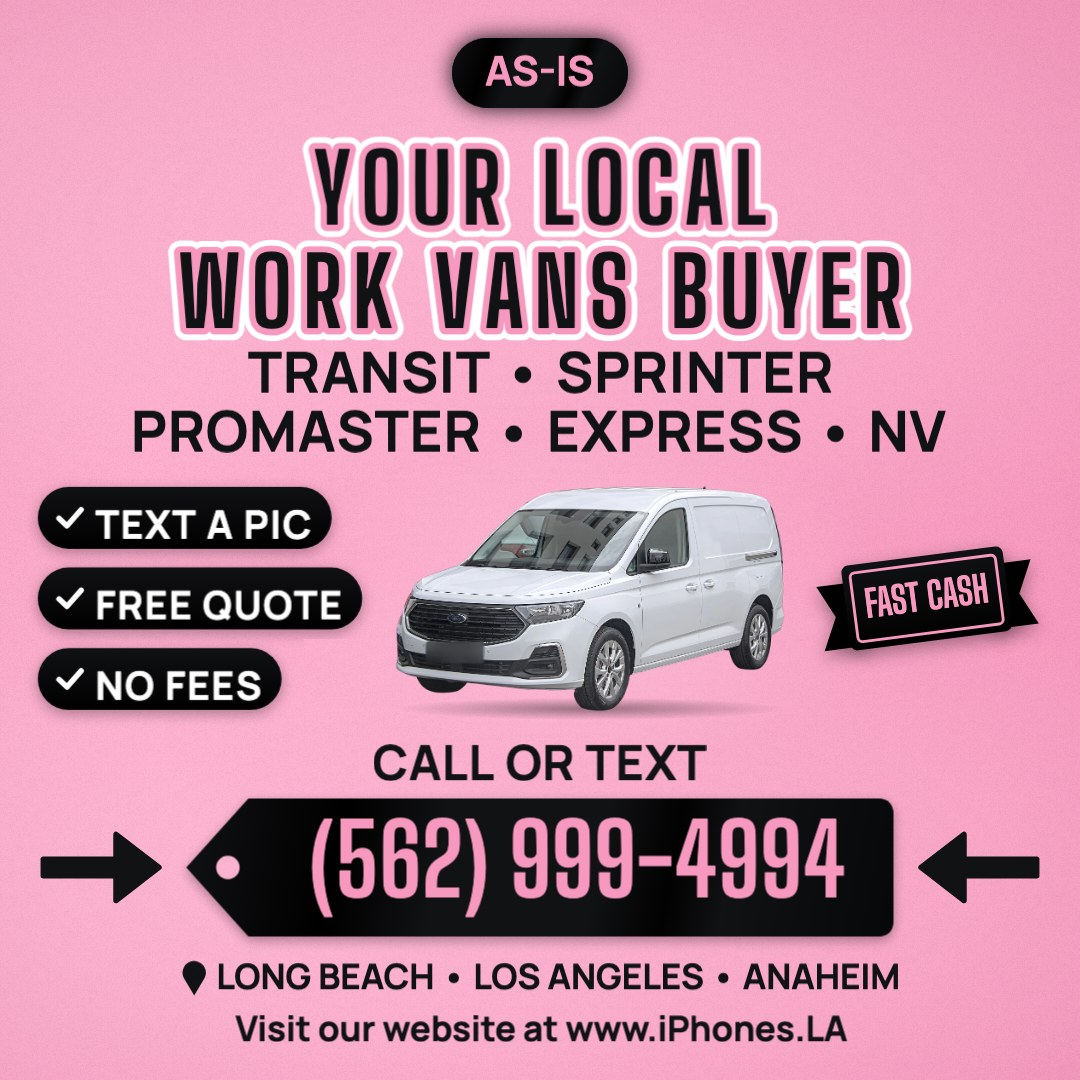 AS-IS
YOUR LOCAL
WORK VANS BUYER
TRANSIT • SPRINTER
PROMASTER • EXPRESS • NV
✓ TEXT A PIC
✓ FREE QUOTE
✓ NO FEES
FAST CASH
CALL OR TEXT
(562) 999-4994
LONG BEACH • LOS ANGELES • ANAHEIM
Visit our website at www.iPhones.LA